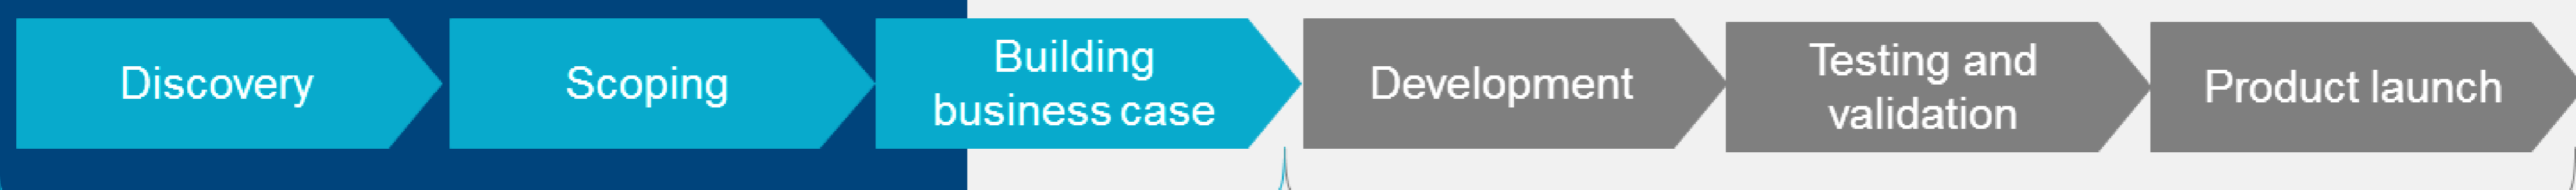 Discovery
Scoping
Building
business case
Development
Testing and
validation
Product launch